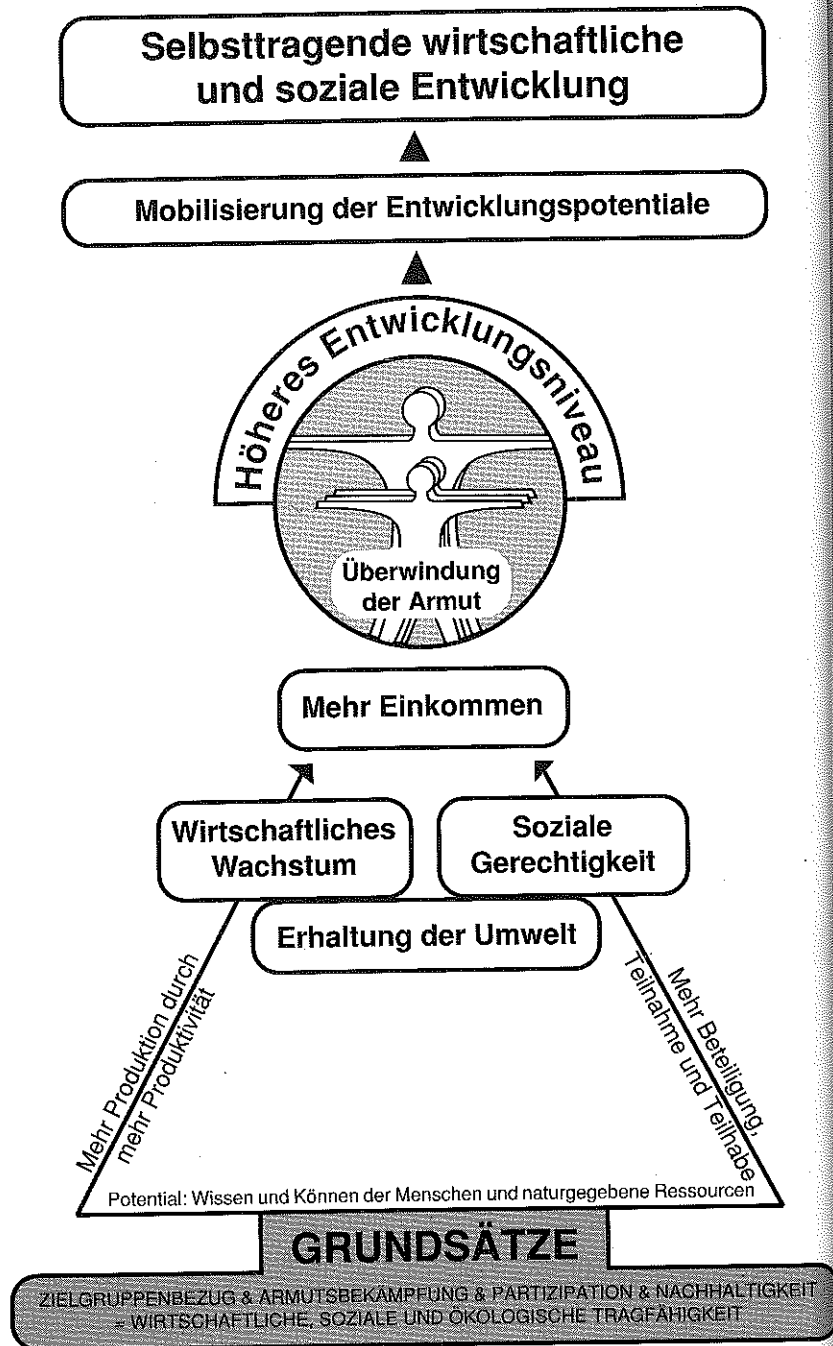 Selbsttragende wirtschaftliche
und soziale Entwicklung
Mobilisierung der Entwicklungspotentiale
Höheres Entwicklungsniveau
Überwindung
der Armut
Mehr Einkommen
Wirtschaftliches
Wachstum
Soziale
Gerechtigkeit
Erhaltung der Umwelt
Mehr Produktion durch
mehr Produktivität
Mehr Beteiligung,
Teilnahme und Teilhabe
Potential: Wissen und Können der Menschen und naturgegebene Ressourcen
GRUNDSÄTZE
ZIELGRUPPENBEZUG & ARMUTSBEKÄMPFUNG & PARTIZIPATION & NACHHALTIGKEIT
= WIRTSCHAFTLICHE, SOZIALE UND ÖKOLOGISCHE TRAGFÄHIGKEIT